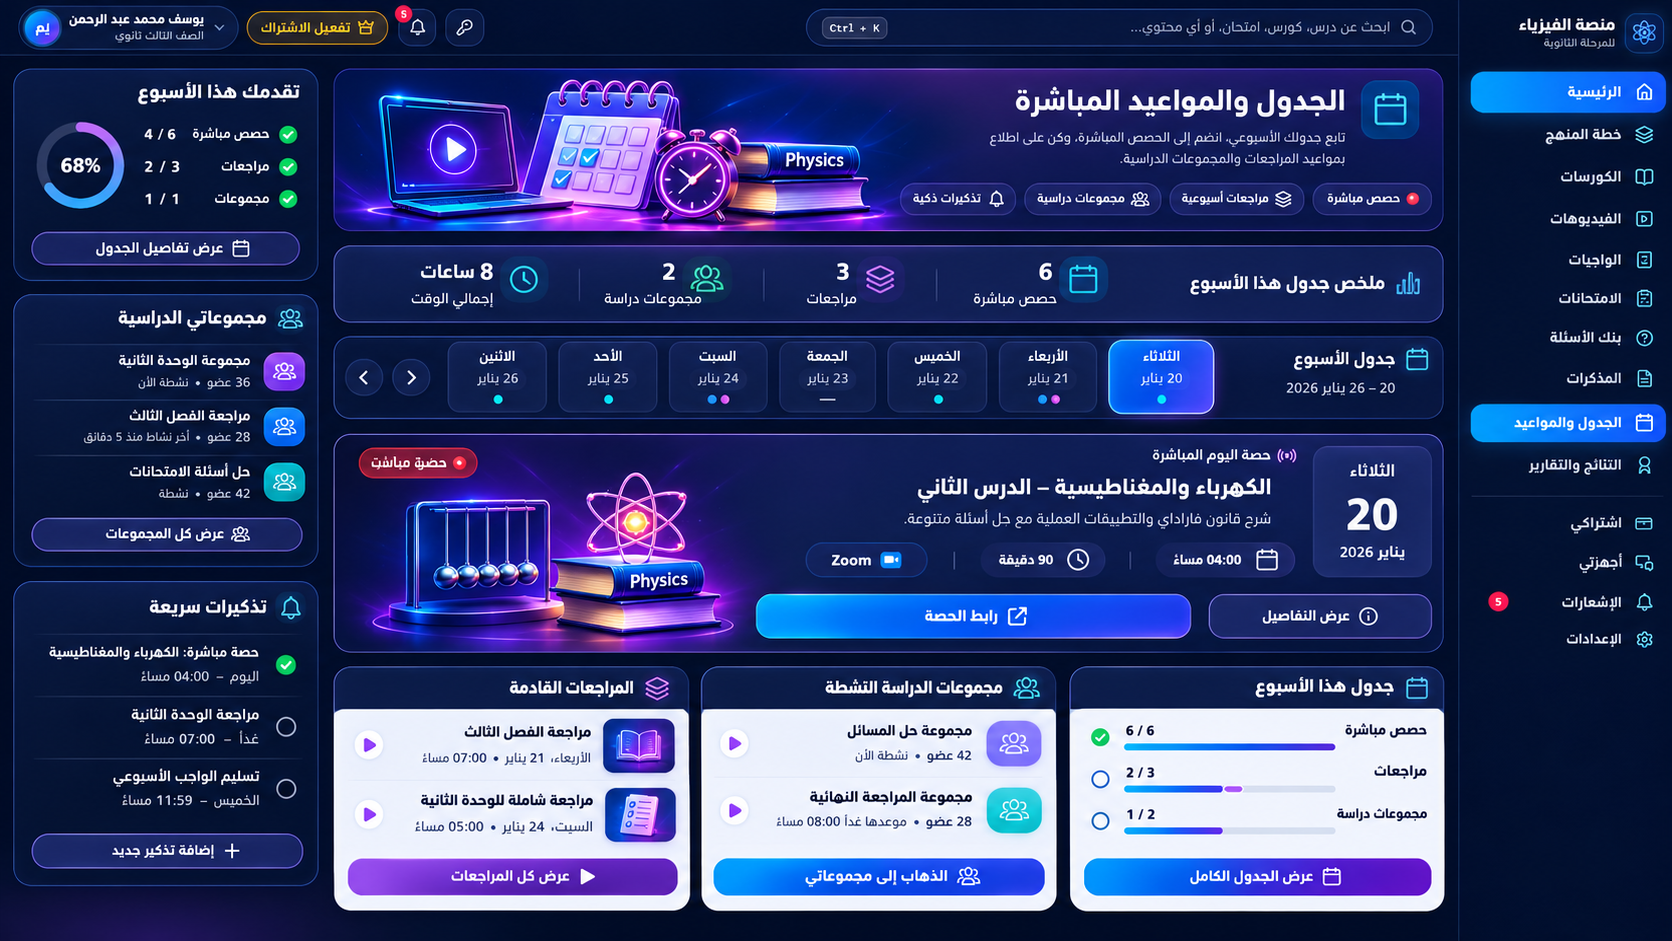 منصة الفيزياء
للمرحلة الثانوية
الرئيسية
خطة المنهج
الكورسات
الفيديوهات
الواجبات
الامتحانات
بنك الأسئلة
المذكرات
الجدول والمواعيد
النتائج والتقارير
اشتراكي
أجهزتي
الإشعارات
5
الإعدادات
ابحث عن درس، كورس، امتحان، أو أي محتوي...
Ctrl + K
5
تفعيل الاشتراك
يوسف محمد عبد الرحمن
الصف الثالث ثانوي
الجدول والمواعيد المباشرة
تابع جدولك الأسبوعي، انضم إلى الحصص المباشرة، وكن على اطلاع
بمواعيد المراجعات والمجموعات الدراسية.
حصص مباشرة
مراجعات أسبوعية
مجموعات دراسية
تذكيرات ذكية
Physics
ملخص جدول هذا الأسبوع
6
حصص مباشرة
3
مراجعات
2
مجموعات دراسة
8 ساعات
إجمالي الوقت
جدول الأسبوع
20 – 26 يناير 2026
الثلاثاء
20 يناير
الأربعاء
21 يناير
الخميس
22 يناير
الجمعة
23 يناير
السبت
24 يناير
الأحد
25 يناير
الاثنين
26 يناير
الثلاثاء
20
يناير 2026
حصة اليوم المباشرة
الكهرباء والمغناطيسية – الدرس الثاني
شرح قانون فاراداي والتطبيقات العملية مع حل أسئلة متنوعة.
04:00 مساءً
90 دقيقة
Zoom
عرض التفاصيل
رابط الحصة
حصة مباشرة
Physics
جدول هذا الأسبوع
حصص مباشرة
6 / 6
مراجعات
2 / 3
مجموعات دراسة
1 / 2
عرض الجدول الكامل
مجموعات الدراسة النشطة
مجموعة حل المسائل
42 عضو • نشطة الآن
مجموعة المراجعة النهائية
28 عضو • موعدها غداً 08:00 مساءً
الذهاب إلى مجموعاتي
المراجعات القادمة
مراجعة الفصل الثالث
الأربعاء، 21 يناير • 07:00 مساءً
مراجعة شاملة للوحدة الثانية
السبت، 24 يناير • 05:00 مساءً
عرض كل المراجعات
تقدمك هذا الأسبوع
حصص مباشرة 4 / 6
مراجعات 2 / 3
مجموعات 1 / 1
68%
عرض تفاصيل الجدول
مجموعاتي الدراسية
مجموعة الوحدة الثانية
36 عضو • نشطة الآن
مراجعة الفصل الثالث
28 عضو • آخر نشاط منذ 5 دقائق
حل أسئلة الامتحانات
42 عضو • نشطة
عرض كل المجموعات
تذكيرات سريعة
حصة مباشرة: الكهرباء والمغناطيسية
اليوم – 04:00 مساءً
مراجعة الوحدة الثانية
غداً – 07:00 مساءً
تسليم الواجب الأسبوعي
الخميس – 11:59 مساءً
إضافة تذكير جديد